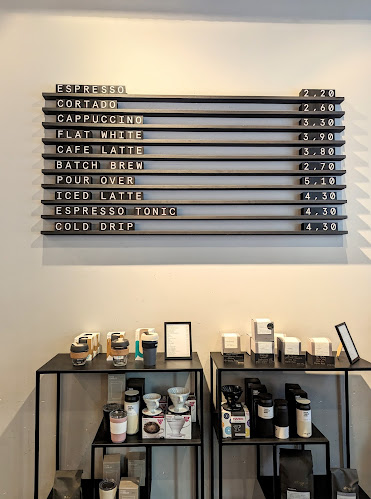 ESPRESSO 2,20
CORTADO 2,60
CAPPUCCINO 3,30
FLAT WHITE 3,90
CAFE LATTE 3,80
BATCH BREW 2,70
POUR OVER 5,10
ICED LATTE 4,30
ESPRESSO TONIC 4,30
COLD DRIP 4,30